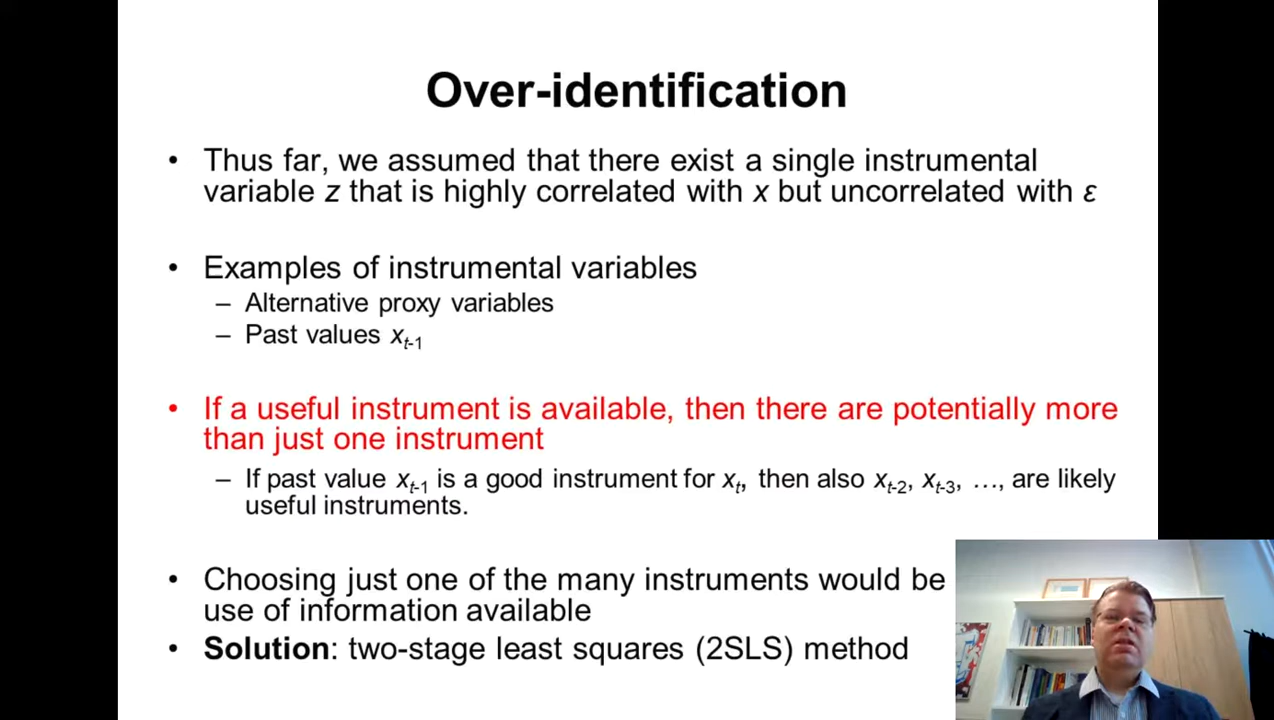 Over-identification
• Thus far, we assumed that there exist a single instrumental
variable z that is highly correlated with x but uncorrelated with ε
• Examples of instrumental variables
– Alternative proxy variables
– Past values xt-1
• If a useful instrument is available, then there are potentially more
than just one instrument
– If past value xt-1 is a good instrument for xt, then also xt-2, xt-3, …, are likely
useful instruments.
• Choosing just one of the many instruments would be
use of information available
• Solution: two-stage least squares (2SLS) method